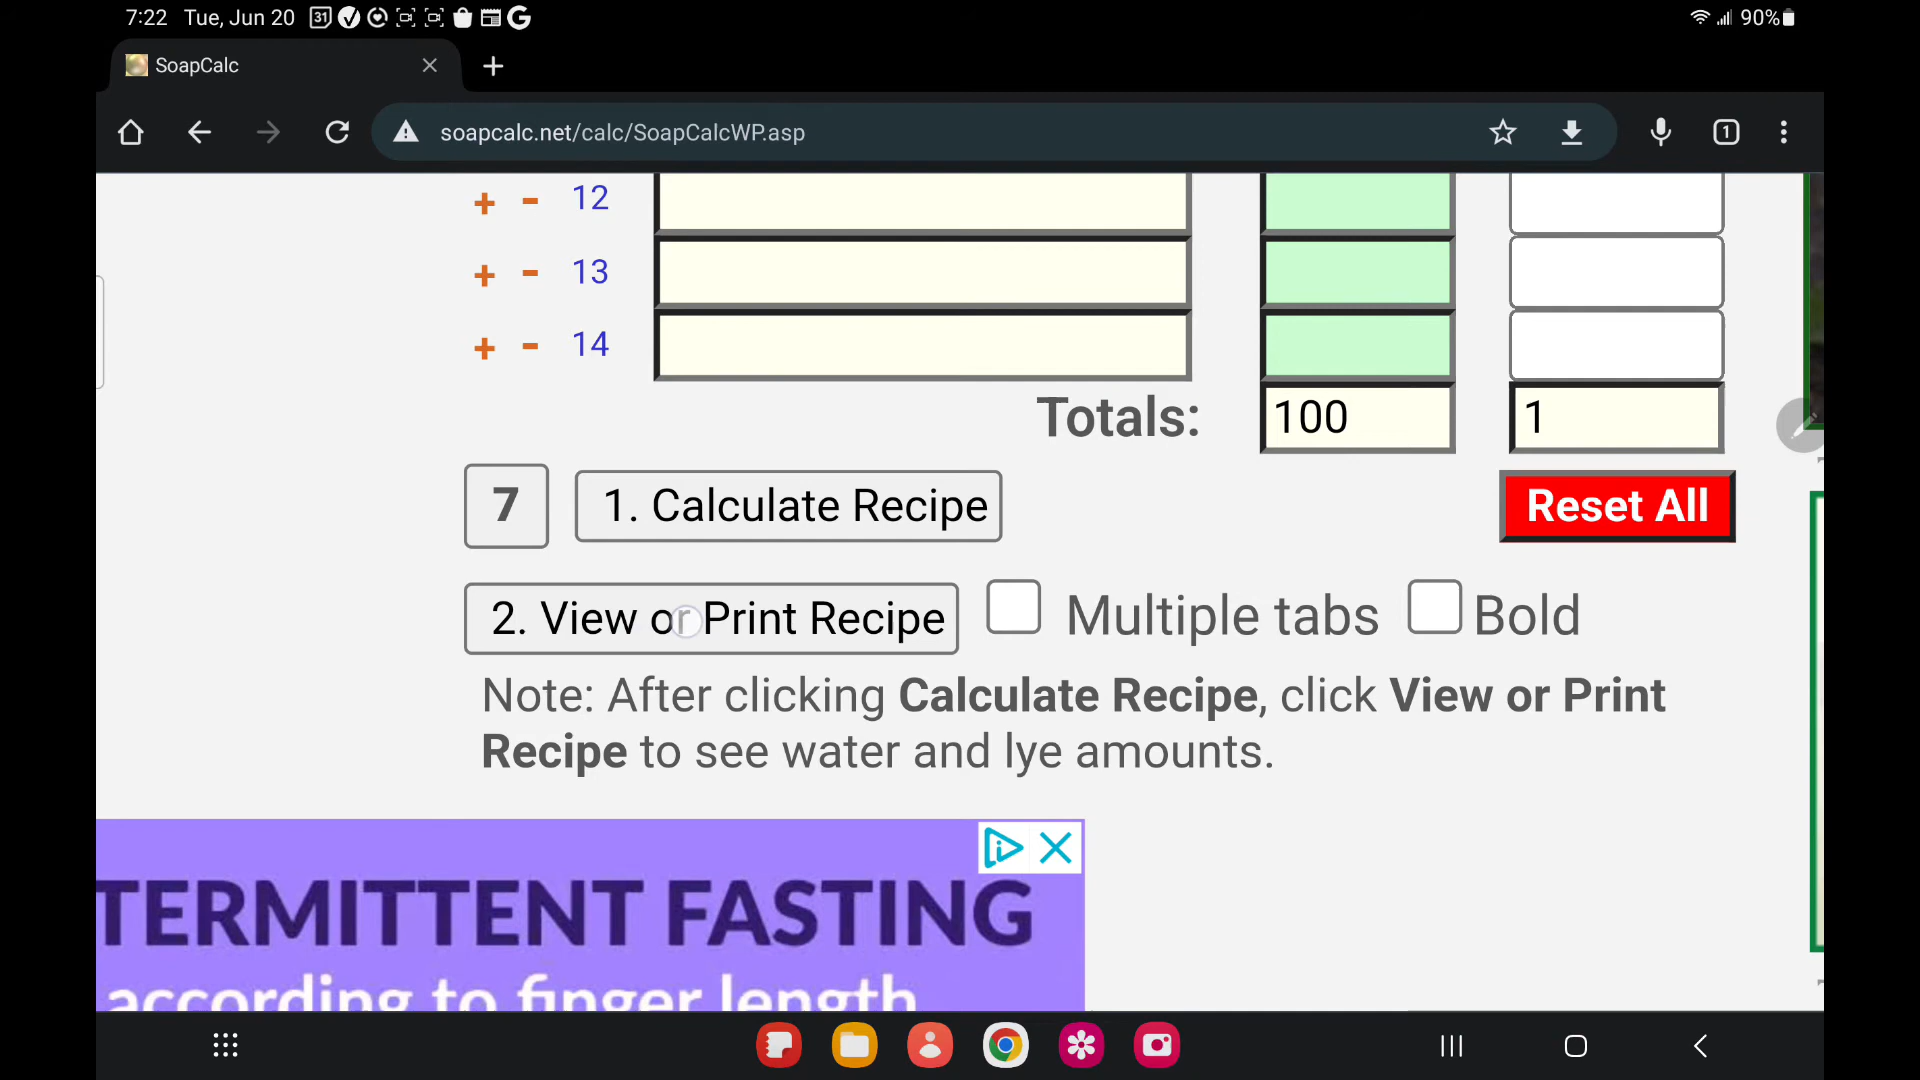 7:22 Tue, Jun 20 31 90%
SoapCalc
soapcalc.net/calc/SoapCalcWP.asp 1
+ - 12
+ - 13
+ - 14
Totals: 100 1
7 1. Calculate Recipe Reset All
2. View or Print Recipe Multiple tabs Bold
Note: After clicking Calculate Recipe, click View or Print
Recipe to see water and lye amounts.
TERMITTENT FASTING
according to finger length